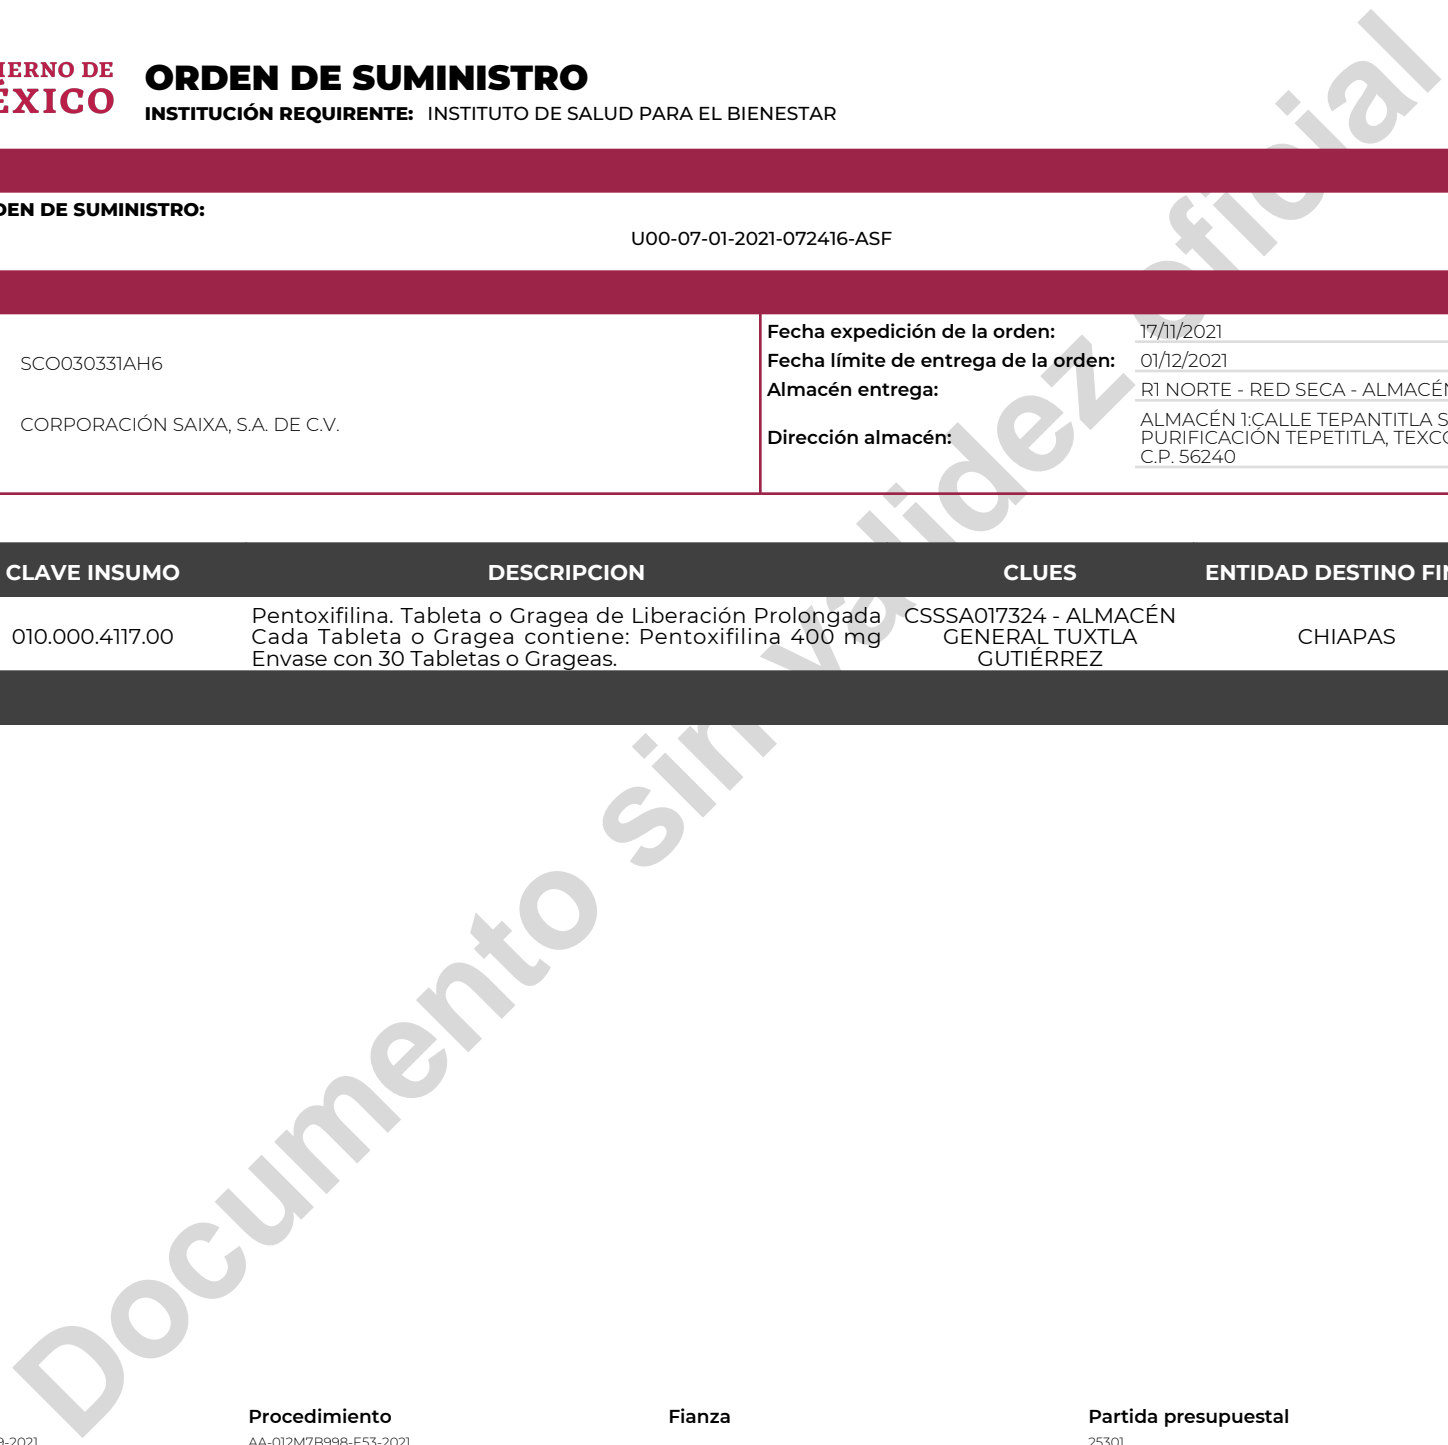 DE
ORDEN DE SUMINISTRO
INSTITUCIÓN REQUIRENTE: INSTITUTO DE SALUD PARA EL BIENESTAR
DE SUMINISTRO:
U00-07-01-2021-072416-ASF
SCO030331AH6
CORPORACIÓN SAIXA, S.A. DE C.V.
Fecha expedición de la orden: 17/11/2021
Fecha límite de entrega de la orden: 01/12/2021
Almacén entrega: R1 NORTE - RED SECA - ALMACÉN
Dirección almacén: ALMACÉN 1:CALLE TEPANTITLA
PURIFICACIÓN TEPETITLA,
C.P. 56240
CLAVE INSUMO DESCRIPCION CLUES ENTIDAD DESTINO
010.000.4117.00
Pentoxifilina. Tableta o Gragea de Liberación Prolongada
Cada Tableta o Gragea contiene: Pentoxifilina 400 mg
Envase con 30 Tabletas o Grageas.
CSSSA017324 - ALMACÉN
GENERAL TUXTLA
GUTIÉRREZ
CHIAPAS
Documento sin validez oficial
Procedimiento Fianza Partida presupuestal
AA-012M7B998-E53-2021 25301